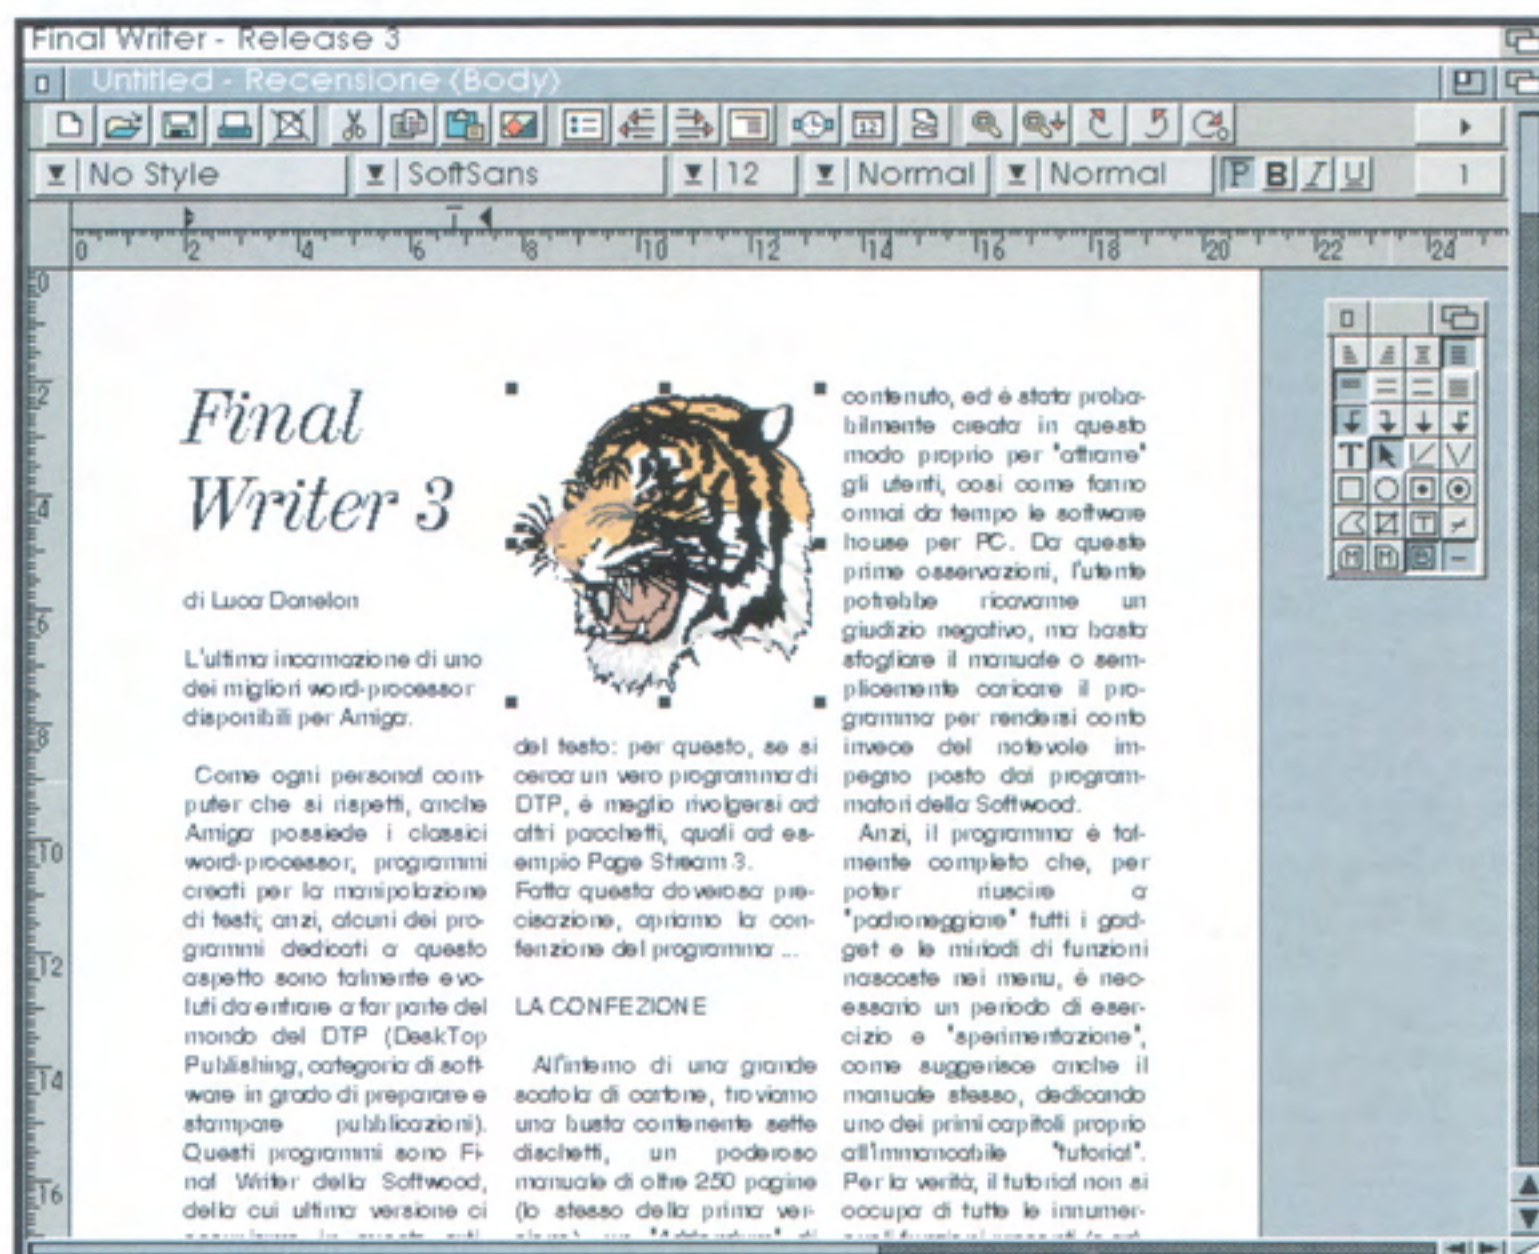 Final Writer - Release 3
Untitled - Recensione (Body)
No Style
SoftSans
12
Normal
Normal
P B I U
1
0 2 4 6 8 10 12 14 16 18 20 22 24
0
2
4
6
8
10
12
14
16
Final
Writer 3
di Luca Danelon
L'ultima incarnazione di uno
dei migliori word-processor
disponibili per Amiga.
Come ogni personal com-
puter che si rispetti, anche
Amiga possiede i classici
word-processor, programmi
creati per la manipolazione
di testi; anzi, alcuni dei pro-
grammi dedicati a questo
aspetto sono talmente evo-
luti da entrare a far parte del
mondo del DTP (DeskTop
Publishing, categoria di soft-
ware in grado di preparare e
stampare pubblicazioni).
Questi programmi sono Fi-
nal Writer della Softwood,
della cui ultima versione ci
del testo: per questo, se si
cerca un vero programma di
DTP, è meglio rivolgersi ad
altri pacchetti, quali ad es-
empio Page Stream 3.
Fatta questa doverosa pre-
cisazione, apriamo la con-
fenzione del programma ...
LA CONFEZIONE
All'interno di una grande
scatola di cartone, troviamo
una busta contenente sette
dischetti, un poderoso
manuale di oltre 250 pagine
(lo stesso della prima ver-
contenuto, ed è stata proba-
bilmente creata in questo
modo proprio per "attrarre"
gli utenti, così come fanno
ormai da tempo le software
house per PC. Da queste
prime osservazioni, l'utente
potrebbe ricavarne un
giudizio negativo, ma basta
sfogliare il manuale o sem-
plicemente caricare il pro-
gramma per rendersi conto
invece del notevole im-
pegno posto dai program-
matori della Softwood.
Anzi, il programma è tal-
mente completo che, per
poter riuscire a
"padroneggiare" tutti i gad-
get e le miriadi di funzioni
nascoste nei menu, è nec-
essario un periodo di eser-
cizio e "sperimentazione",
come suggerisce anche il
manuale stesso, dedicando
uno dei primi capitoli proprio
all'immancabile "tutorial".
Per la verità, il tutorial non si
occupa di tutte le innumer-